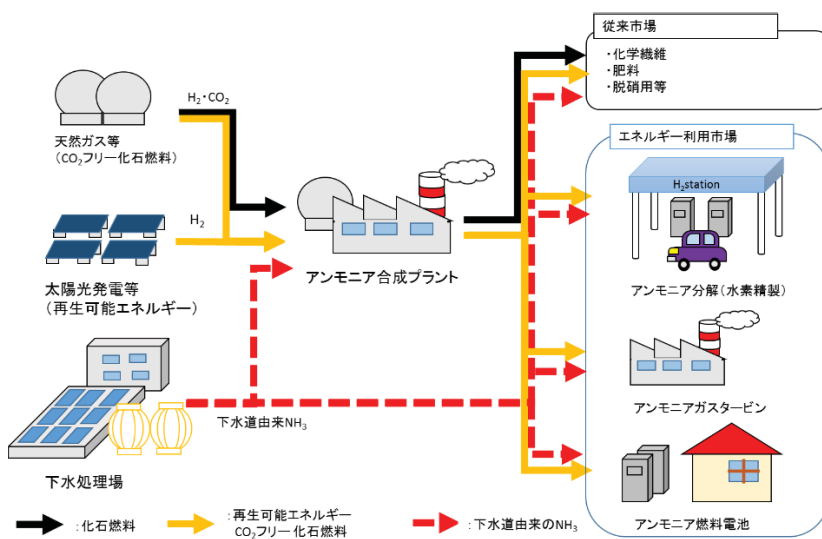 従来市場
・化学繊維
・肥料
・脱硝用等
H₂・CO₂
天然ガス等
（CO₂フリー化石燃料）
エネルギー利用市場
H₂station
H₂
アンモニア合成プラント
太陽光発電等
（再生可能エネルギー）
アンモニア分解（水素精製）
アンモニアガスタービン
下水道由来NH₃
下水処理場
アンモニア燃料電池
：化石燃料
：再生可能エネルギー
CO₂フリー化石燃料
：下水道由来のNH₃